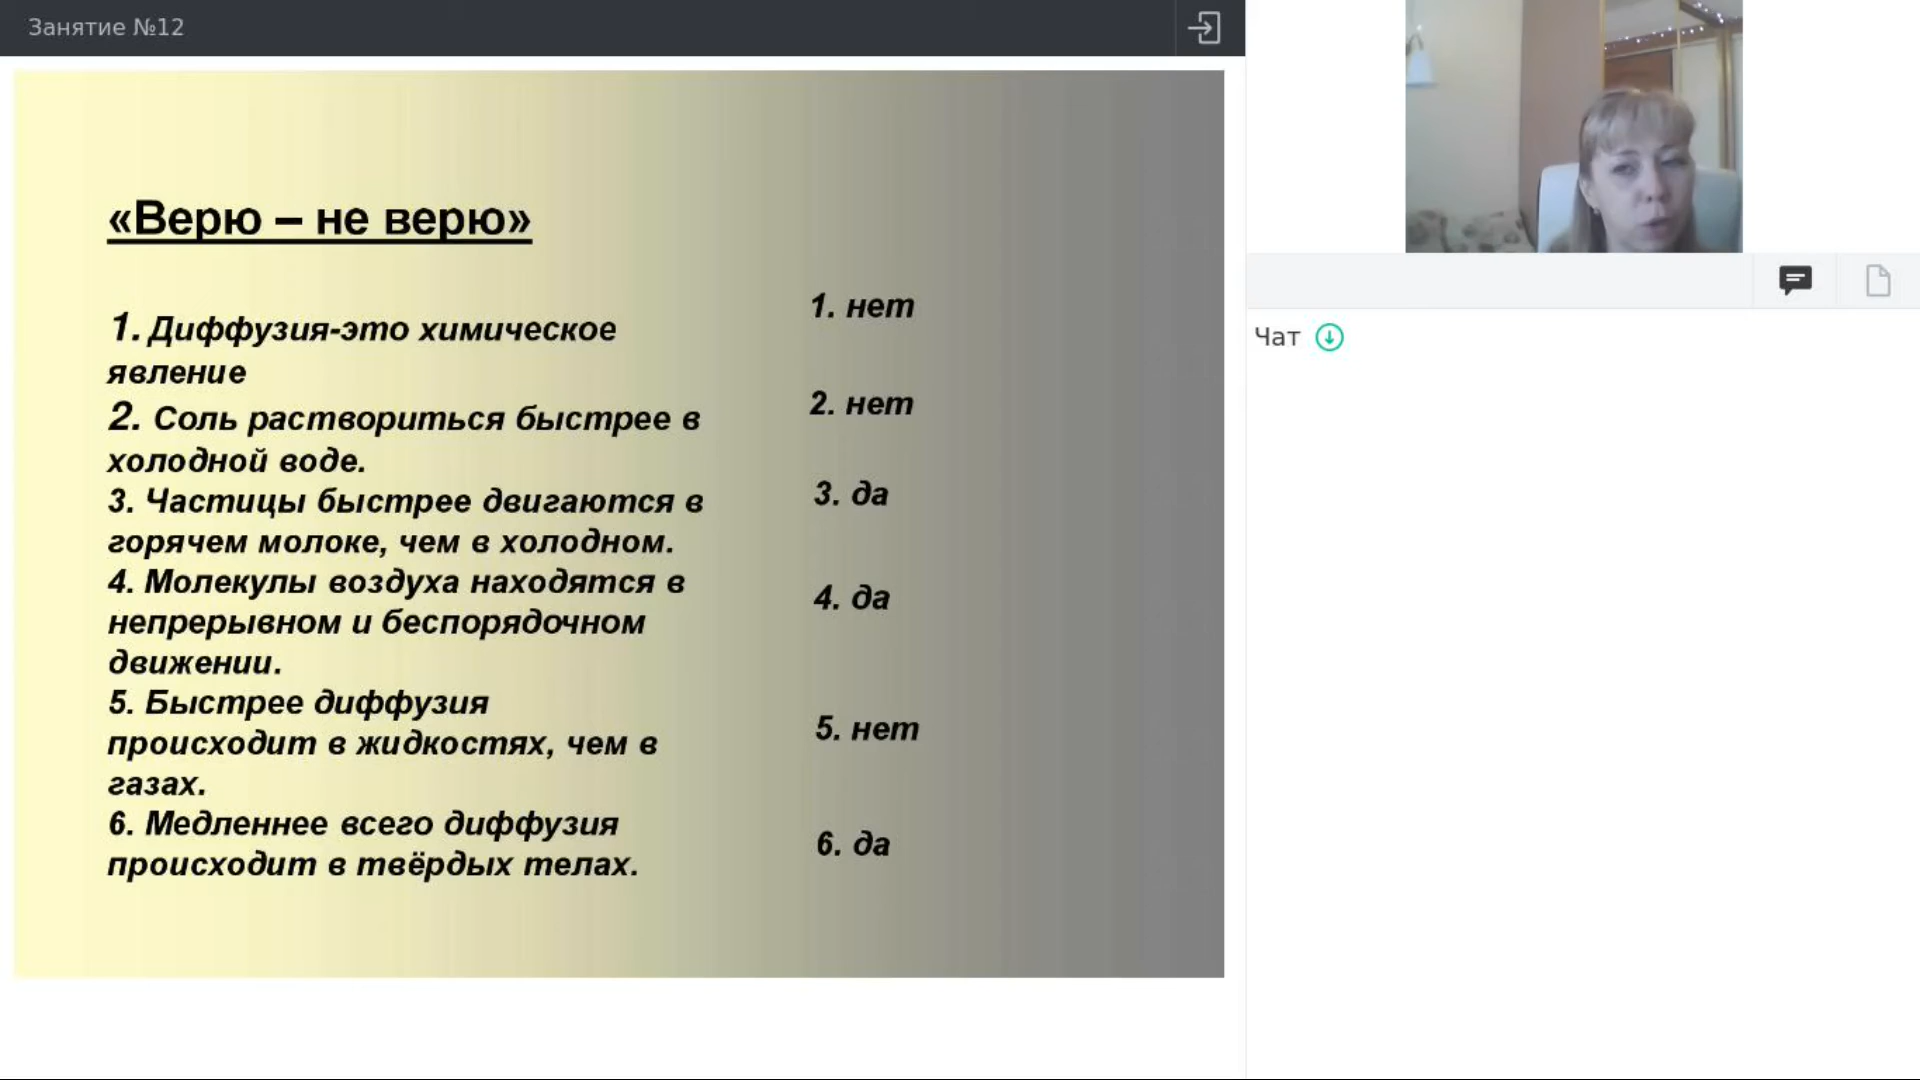 Занятие №12
«Верю – не верю»
1. Диффузия-это химическое
явление
2. Соль раствориться быстрее в
холодной воде.
3. Частицы быстрее двигаются в
горячем молоке, чем в холодном.
4. Молекулы воздуха находятся в
непрерывном и беспорядочном
движении.
5. Быстрее диффузия
происходит в жидкостях, чем в
газах.
6. Медленнее всего диффузия
происходит в твёрдых телах.
1. нет
2. нет
3. да
4. да
5. нет
6. да
Чат